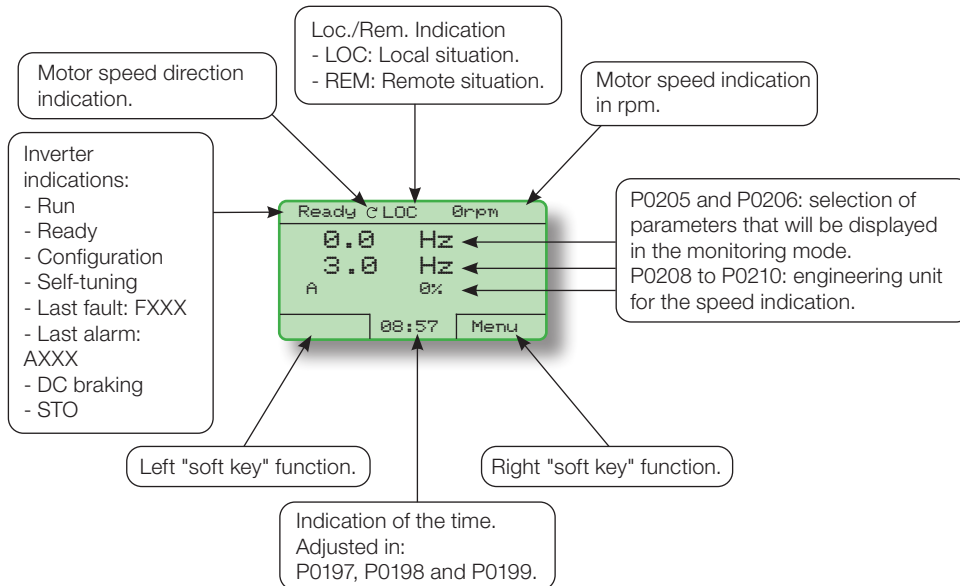 Loc./Rem. Indication
- LOC: Local situation.
- REM: Remote situation.
Motor speed direction
indication.
Motor speed indication
in rpm.
Inverter
indications:
- Run
- Ready
- Configuration
- Self-tuning
- Last fault: FXXX
- Last alarm:
AXXX
- DC braking
- STO
Ready LOC 0rpm
0.0 Hz
3.0 Hz
A 0%
08:57 Menu
P0205 and P0206: selection of
parameters that will be displayed
in the monitoring mode.
P0208 to P0210: engineering unit
for the speed indication.
Left "soft key" function.
Right "soft key" function.
Indication of the time.
Adjusted in:
P0197, P0198 and P0199.